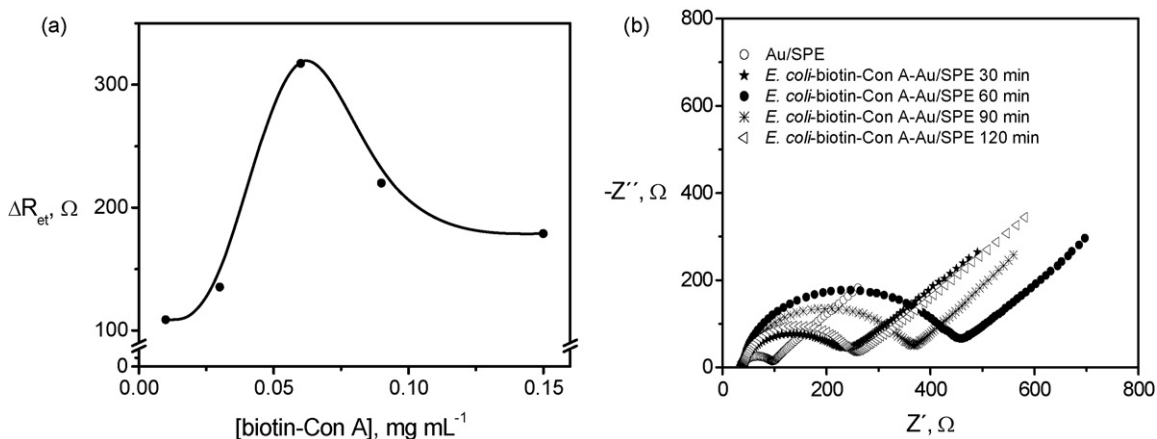 (a)
300
200
100
0
ΔRet, Ω
0.00 0.05 0.10 0.15
[biotin-Con A], mg mL-1
(b)
800
600
400
200
0
-Z´´, Ω
Au/SPE
E. coli-biotin-Con A-Au/SPE 30 min
E. coli-biotin-Con A-Au/SPE 60 min
E. coli-biotin-Con A-Au/SPE 90 min
E. coli-biotin-Con A-Au/SPE 120 min
0 200 400 600 800
Z´, Ω